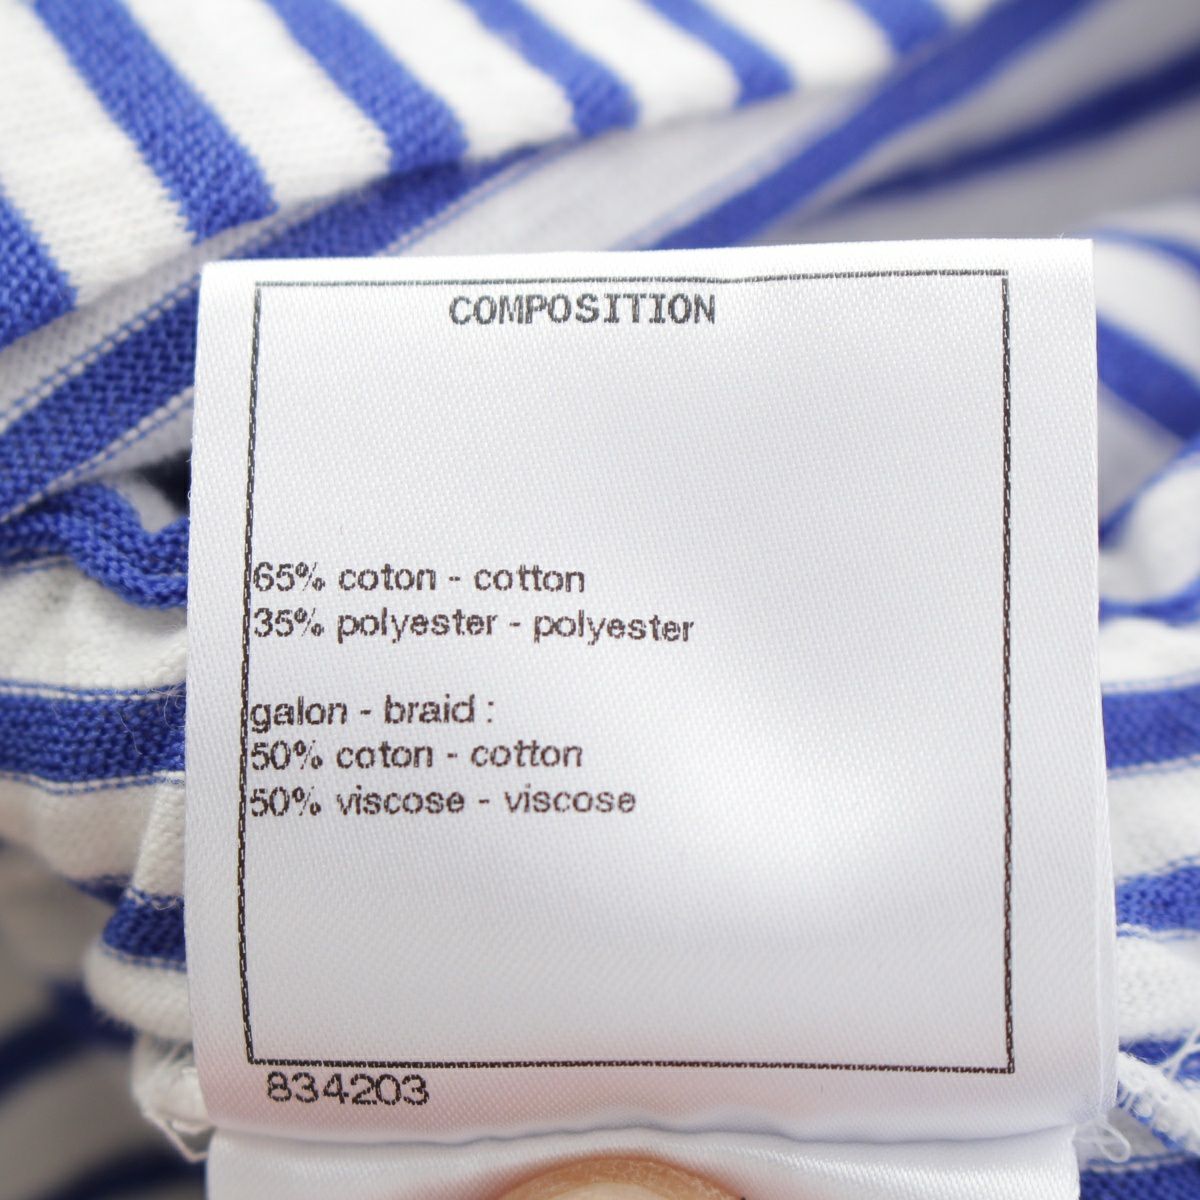 COMPOSITION
65% coton - cotton
35% polyester - polyester
galon - braid :
50% coton - cotton
50% viscose - viscose
834203